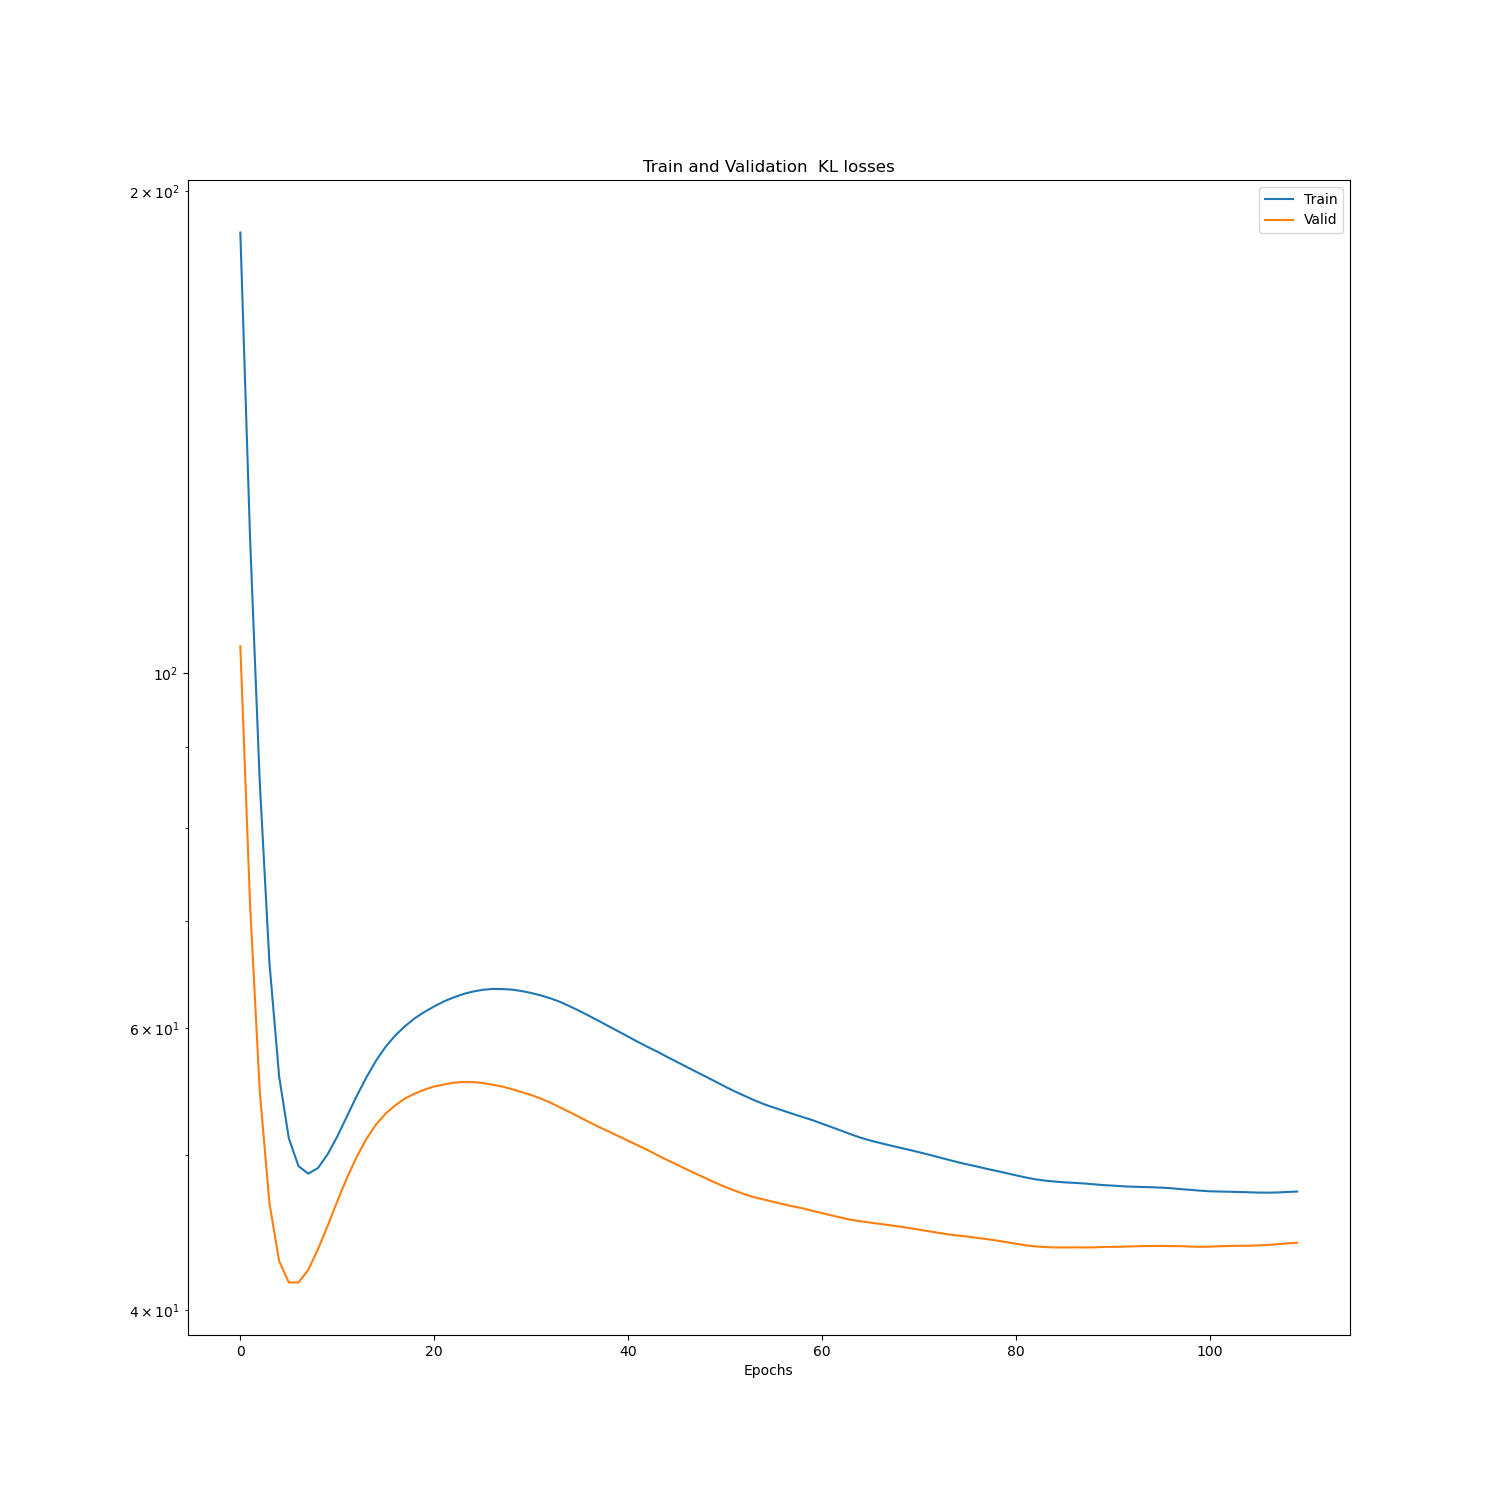 Train and Validation  KL losses
2 × 10²
Train
Valid
10²
6 × 10¹
4 × 10¹
0 20 40 60 80 100
Epochs